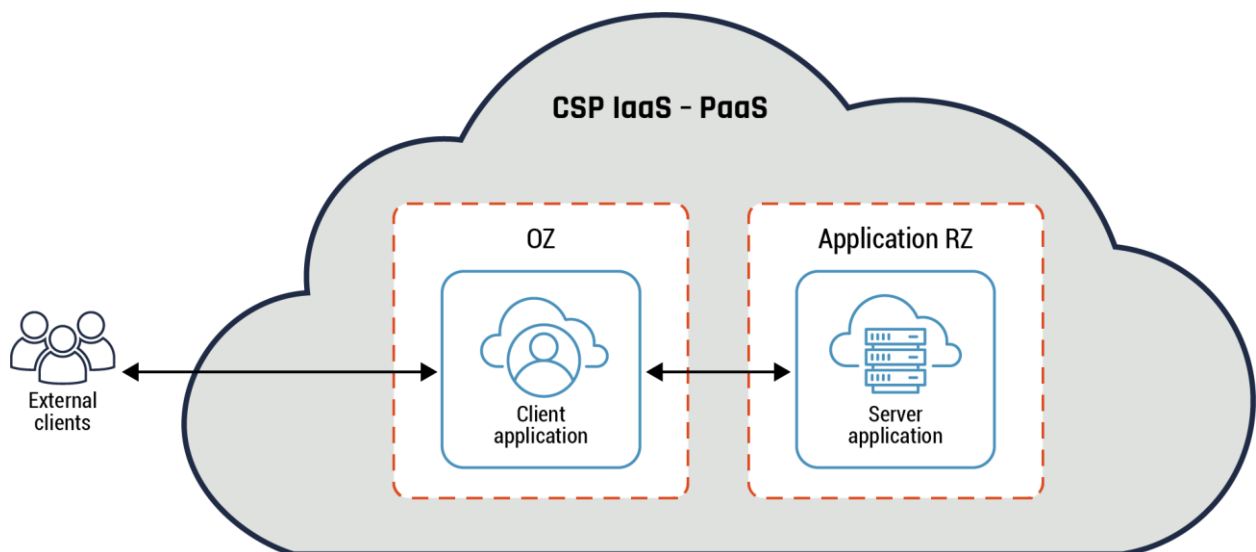 CSP IaaS – PaaS
OZ
Application RZ
External
clients
Client
application
Server
application